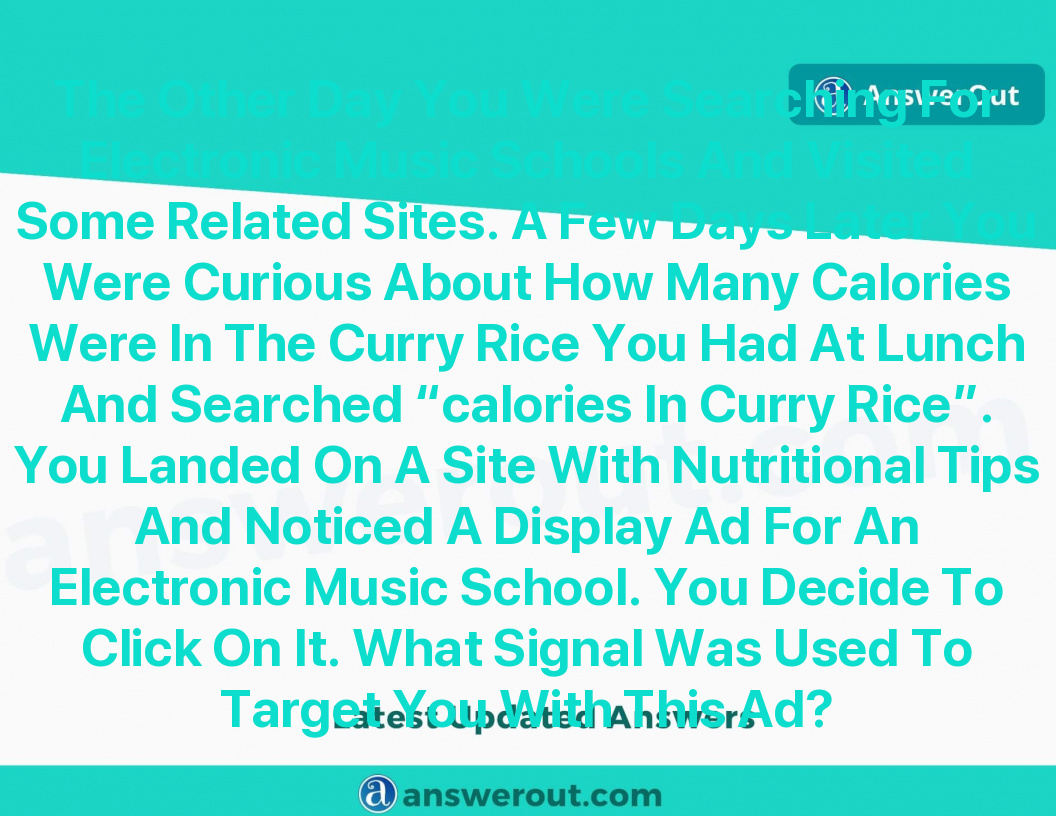 AnswerOut
The Other Day You Were Searching For
Electronic Music Schools And Visited
Some Related Sites. A Few Days Later You
Were Curious About How Many Calories
Were In The Curry Rice You Had At Lunch
And Searched “calories In Curry Rice”.
You Landed On A Site With Nutritional Tips
And Noticed A Display Ad For An
Electronic Music School. You Decide To
Click On It. What Signal Was Used To
Target You With This Ad?
Latest Updated Answers
answerout.com
a answerout.com